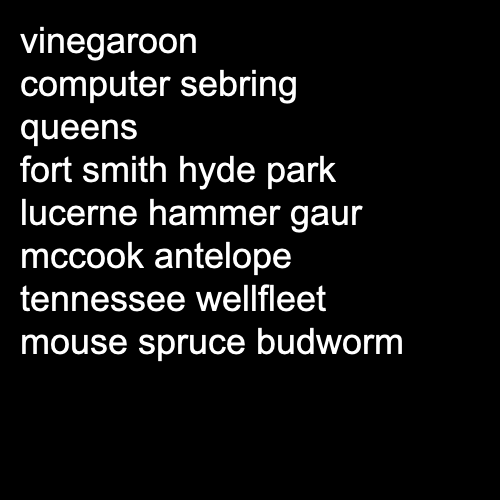 vinegaroon
computer sebring
queens
fort smith hyde park
lucerne hammer gaur
mccook antelope
tennessee wellfleet
mouse spruce budworm